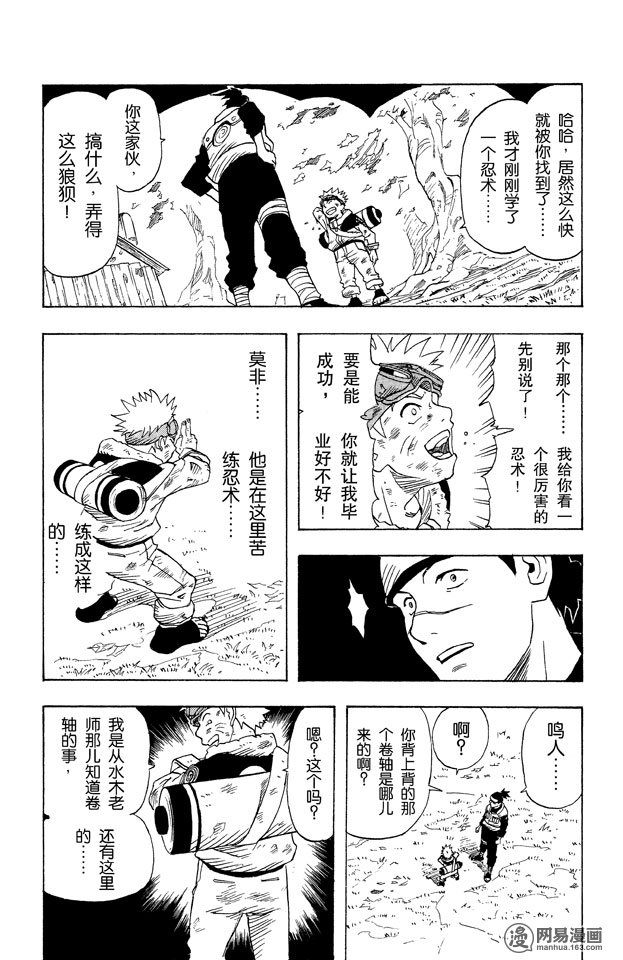 哈哈，居然这么快
就被你找到了……
我才刚刚学了
一个忍术……
你这家伙，
搞什么，弄得
这么狼狈！
那个那个……
先别说了！
我给你看一
个很厉害的
忍术！
要是能
成功，
你就让我毕
业好不好！
莫非……
他是在这里苦
练忍术……
练成这样
的……
鸣人……
啊？
你背上背的那
个卷轴是哪儿
来的啊？
嗯？这个吗？
我是从水木老
师那儿知道卷
轴的事，
还有这里
的……
漫 网易漫画
manhua.163.com